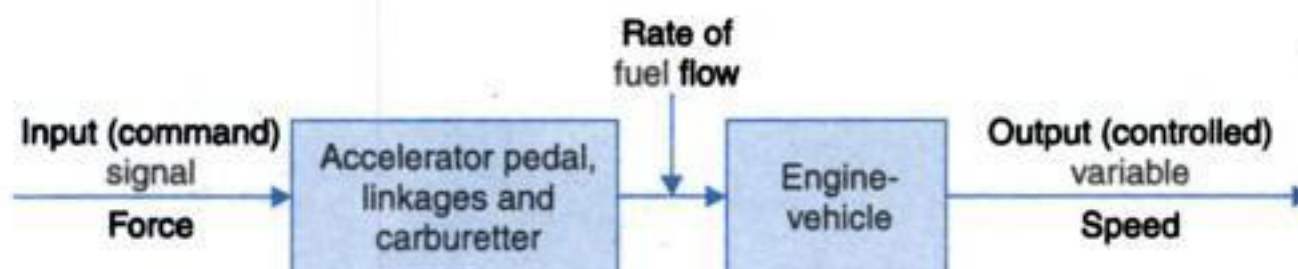 Rate of
fuel flow
Input (command)
signal
Force
Accelerator pedal,
linkages and
carburetter
Engine-
vehicle
Output (controlled)
variable
Speed